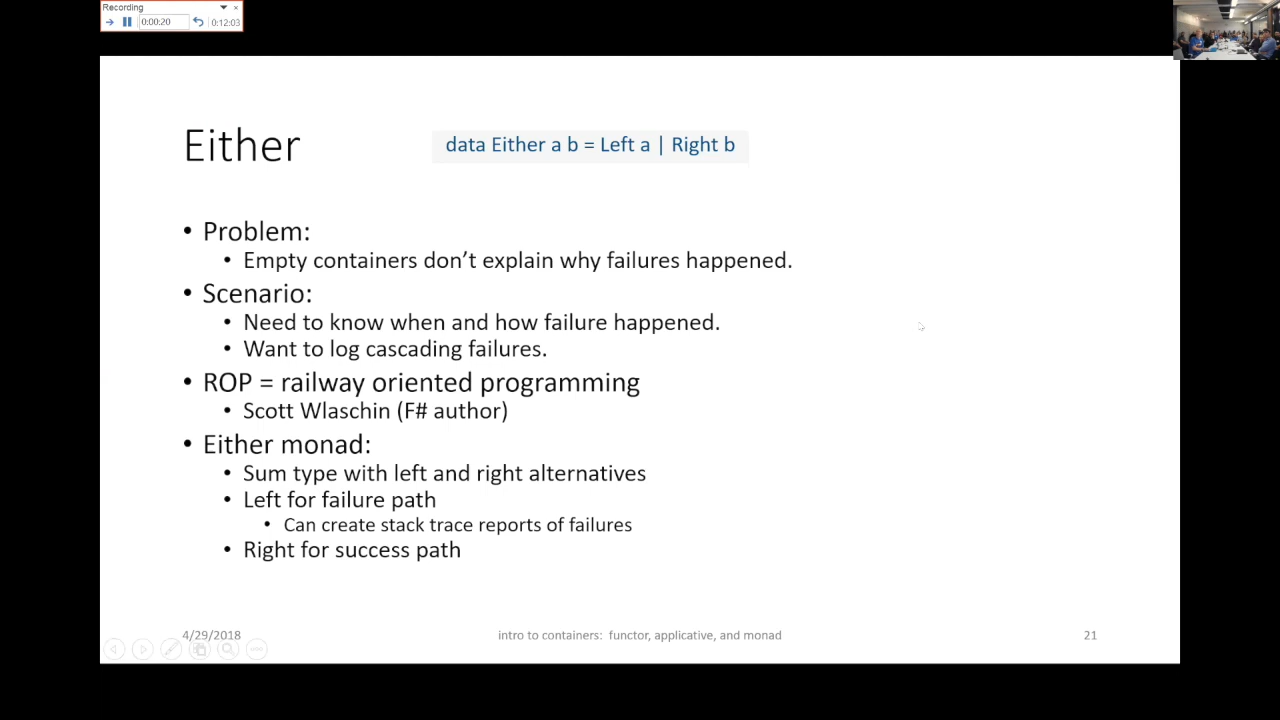 Recording
0:00:20
0:12:03
Either
data Either a b = Left a | Right b
• Problem:
• Empty containers don’t explain why failures happened.
• Scenario:
• Need to know when and how failure happened.
• Want to log cascading failures.
• ROP = railway oriented programming
• Scott Wlaschin (F# author)
• Either monad:
• Sum type with left and right alternatives
• Left for failure path
• Can create stack trace reports of failures
• Right for success path
4/29/2018
intro to containers: functor, applicative, and monad
21